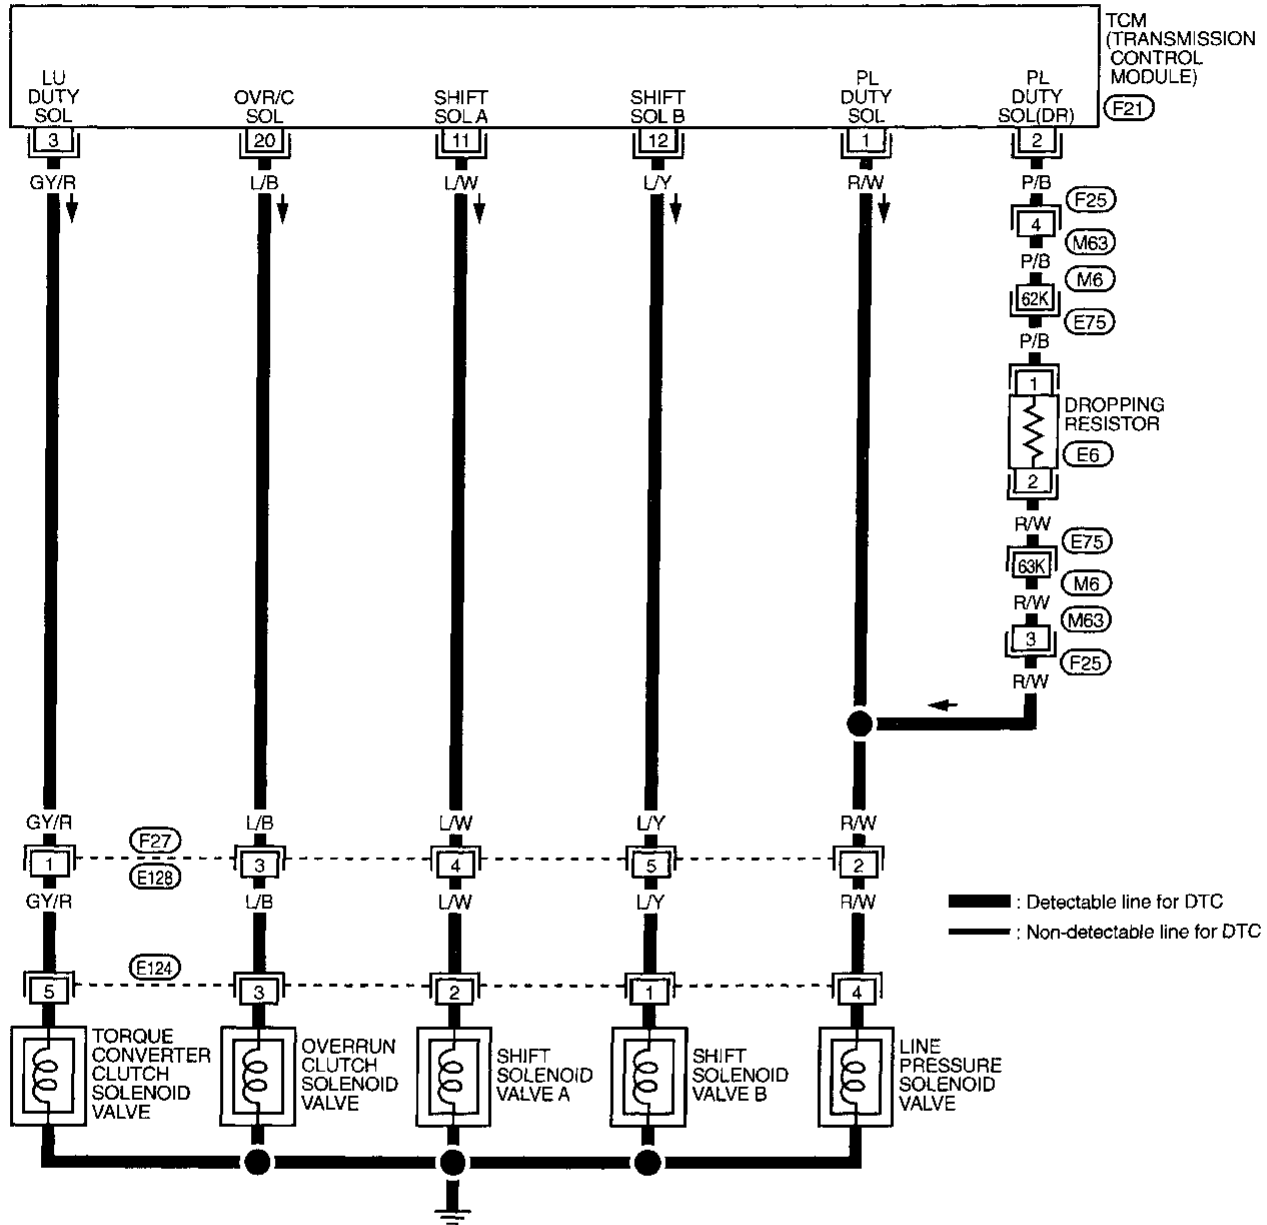 TCM
(TRANSMISSION
CONTROL
MODULE)
F21
LU
DUTY
SOL
OVR/C
SOL
SHIFT
SOL A
SHIFT
SOL B
PL
DUTY
SOL
PL
DUTY
SOL(DR)
3
20
11
12
1
2
GY/R
L/B
L/W
L/Y
R/W
P/B
F25
4
M63
P/B
M6
62K
E75
P/B
1
DROPPING
RESISTOR
E6
2
R/W
E75
63K
M6
R/W
M63
3
F25
R/W
GY/R
L/B
L/W
L/Y
R/W
F27
1
3
4
5
2
E128
GY/R
L/B
L/W
L/Y
R/W
: Detectable line for DTC
: Non-detectable line for DTC
E124
5
3
2
1
4
TORQUE
CONVERTER
CLUTCH
SOLENOID
VALVE
OVERRUN
CLUTCH
SOLENOID
VALVE
SHIFT
SOLENOID
VALVE A
SHIFT
SOLENOID
VALVE B
LINE
PRESSURE
SOLENOID
VALVE